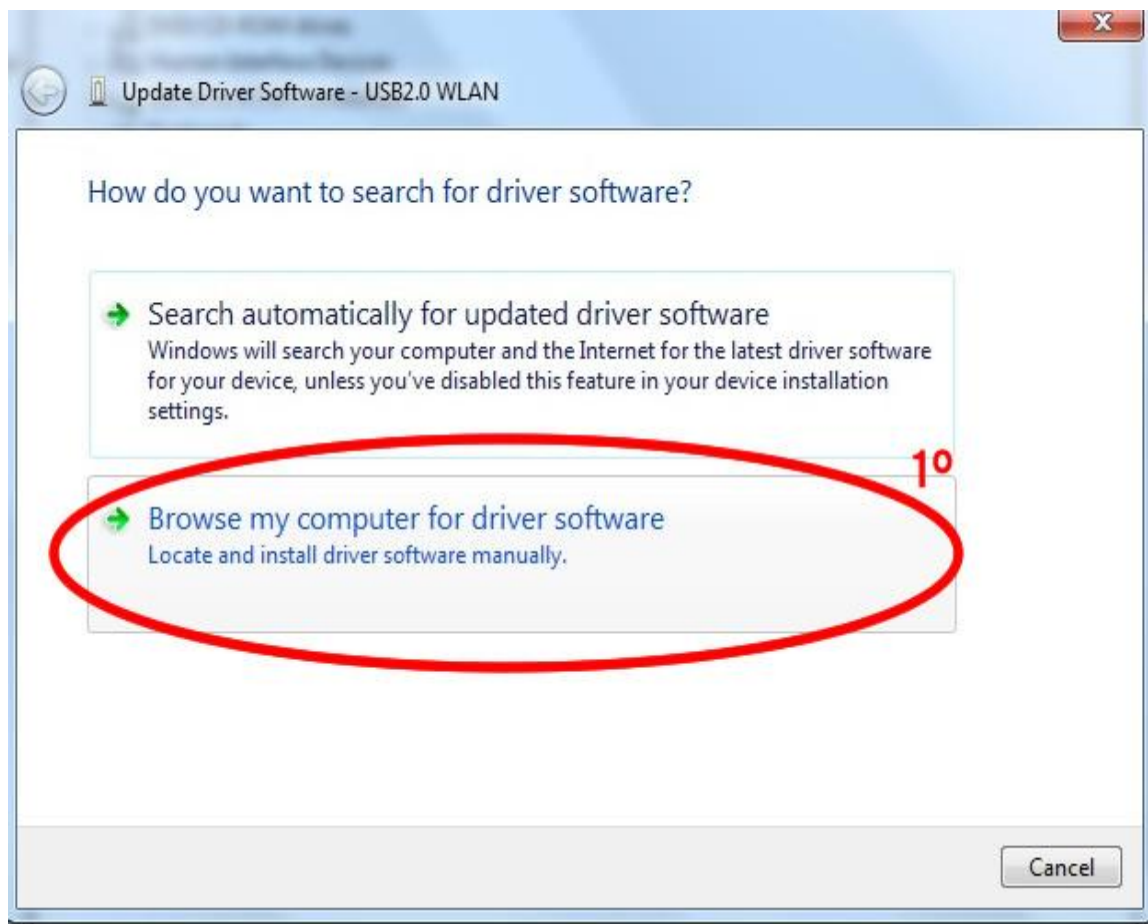 X
Update Driver Software - USB2.0 WLAN
How do you want to search for driver software?
Search automatically for updated driver software
Windows will search your computer and the Internet for the latest driver software
for your device, unless you've disabled this feature in your device installation
settings.
1º
Browse my computer for driver software
Locate and install driver software manually.
Cancel